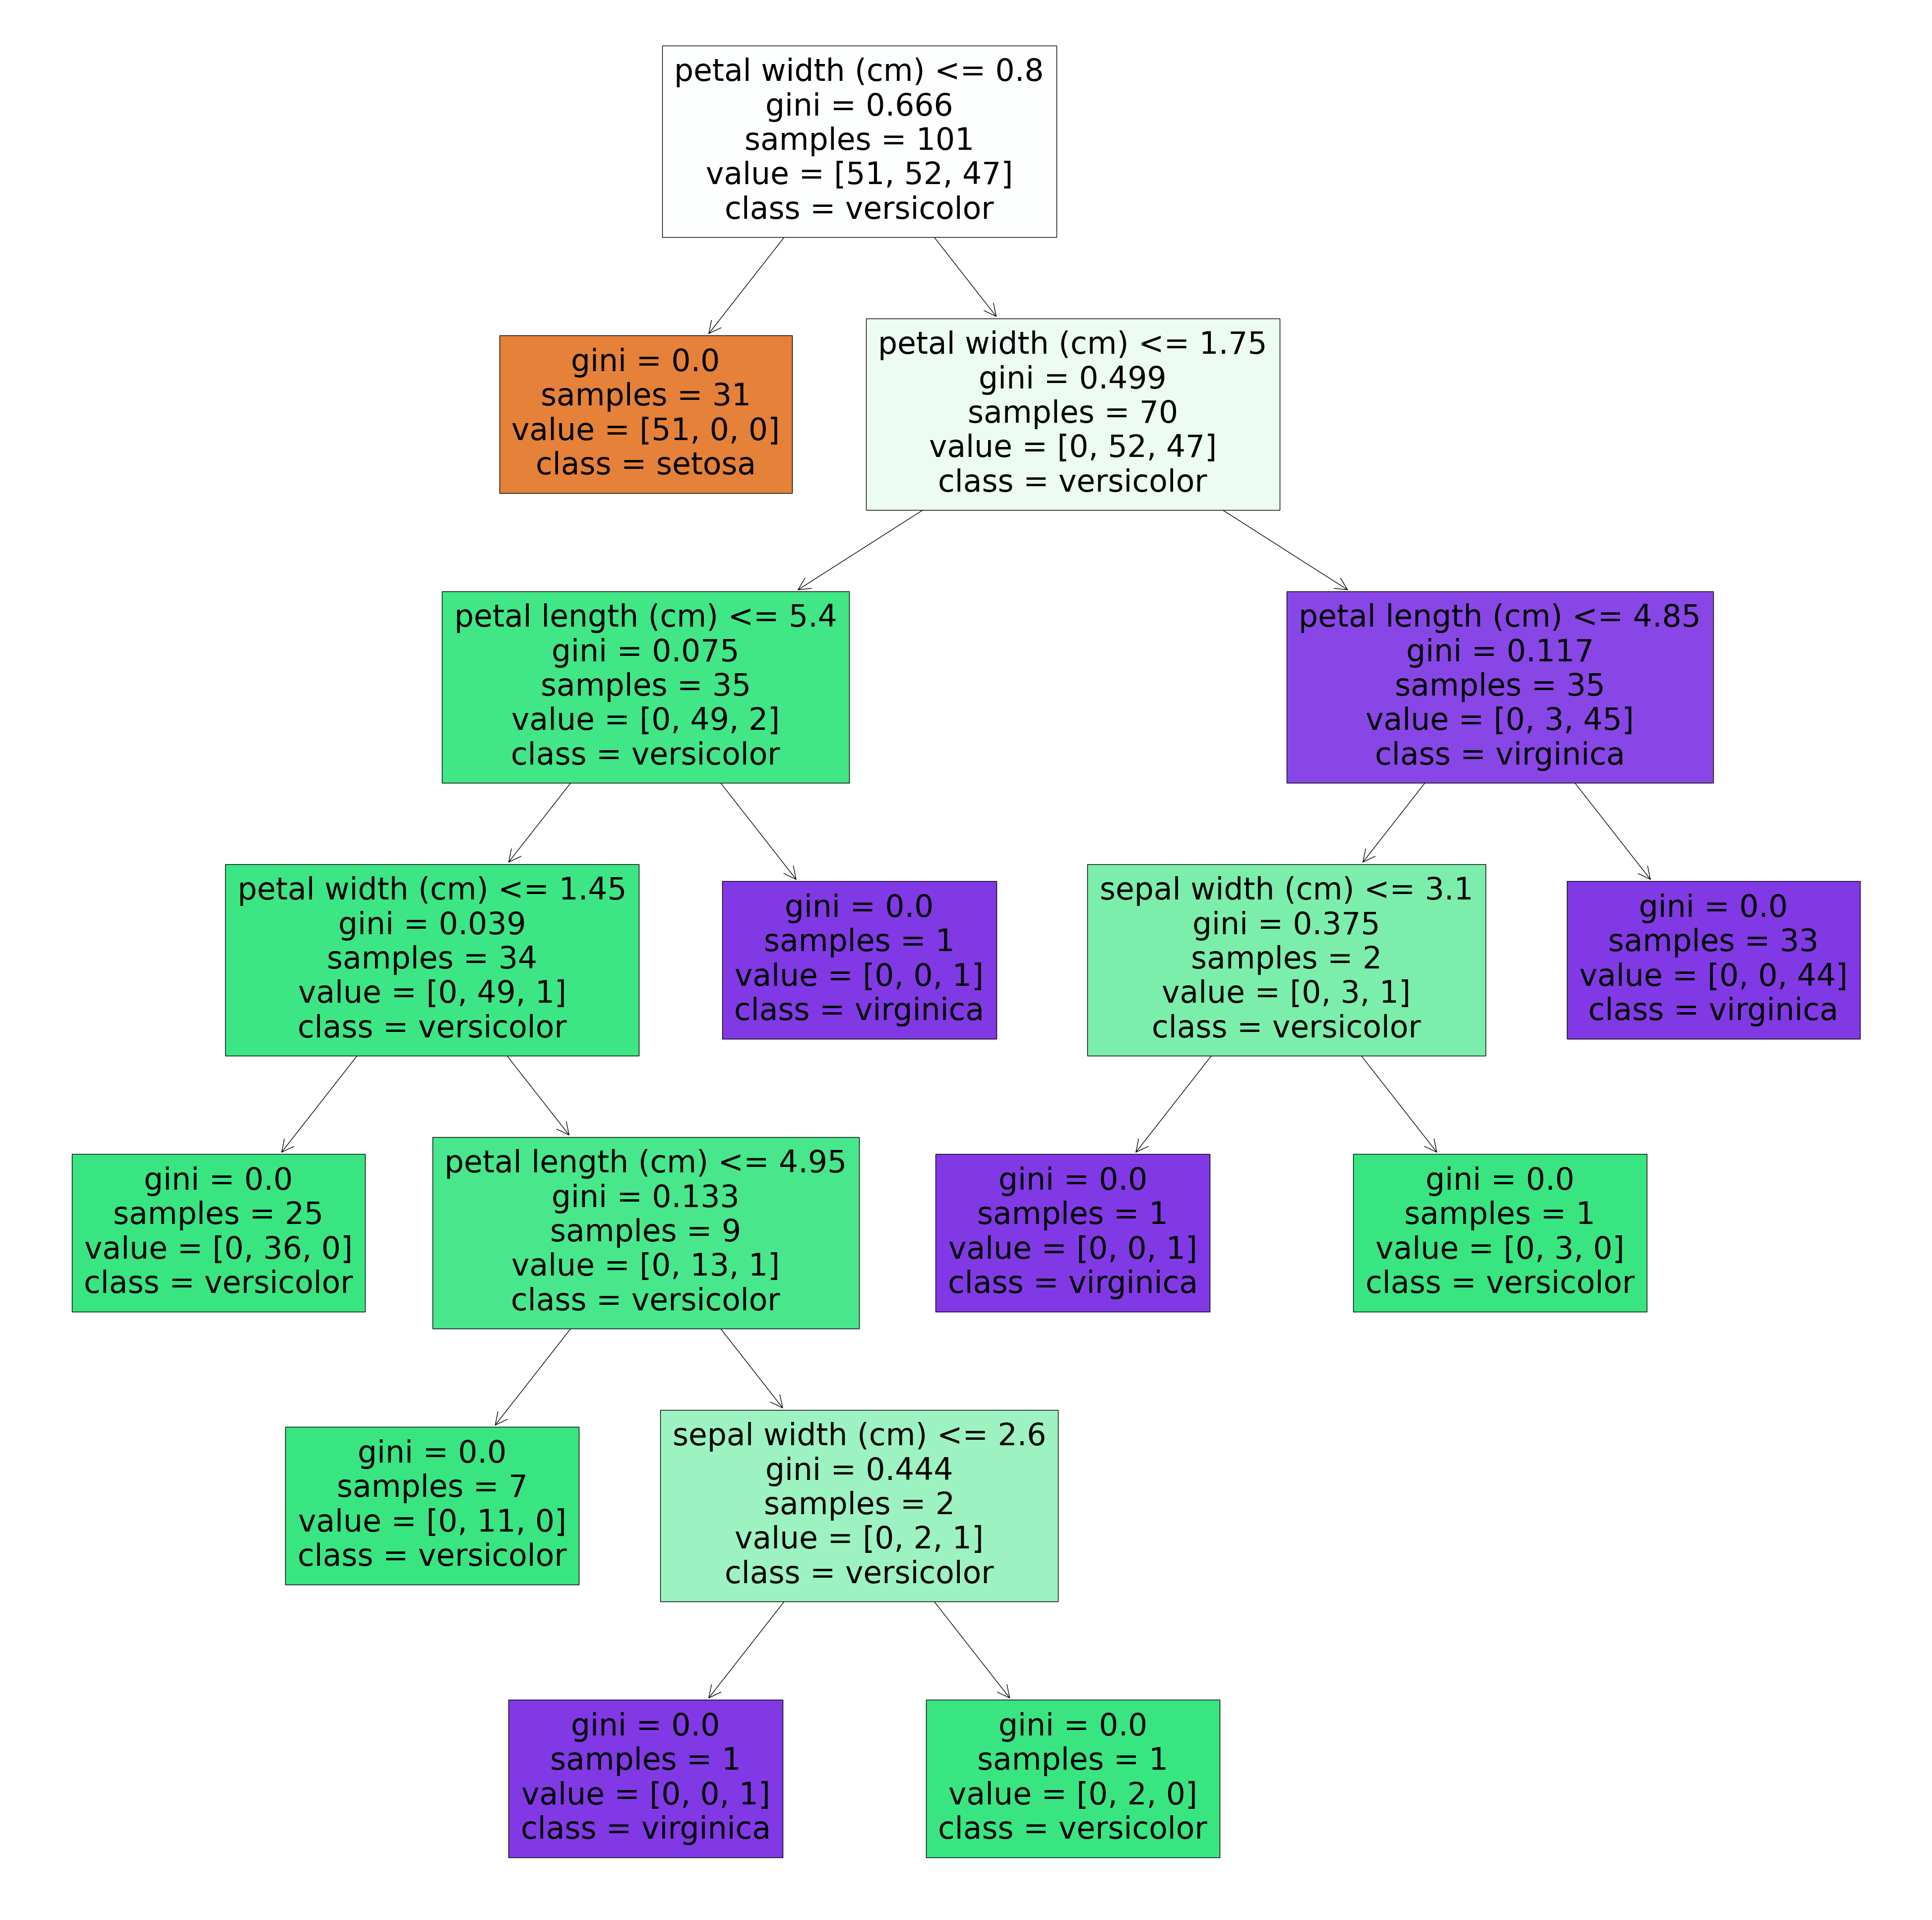 petal width (cm) <= 0.8
gini = 0.666
samples = 101
value = [51, 52, 47]
class = versicolor
gini = 0.0
samples = 31
value = [51, 0, 0]
class = setosa
petal width (cm) <= 1.75
gini = 0.499
samples = 70
value = [0, 52, 47]
class = versicolor
petal length (cm) <= 5.4
gini = 0.075
samples = 35
value = [0, 49, 2]
class = versicolor
petal length (cm) <= 4.85
gini = 0.117
samples = 35
value = [0, 3, 45]
class = virginica
petal width (cm) <= 1.45
gini = 0.039
samples = 34
value = [0, 49, 1]
class = versicolor
gini = 0.0
samples = 1
value = [0, 0, 1]
class = virginica
sepal width (cm) <= 3.1
gini = 0.375
samples = 2
value = [0, 3, 1]
class = versicolor
gini = 0.0
samples = 33
value = [0, 0, 44]
class = virginica
gini = 0.0
samples = 25
value = [0, 36, 0]
class = versicolor
petal length (cm) <= 4.95
gini = 0.133
samples = 9
value = [0, 13, 1]
class = versicolor
gini = 0.0
samples = 1
value = [0, 0, 1]
class = virginica
gini = 0.0
samples = 1
value = [0, 3, 0]
class = versicolor
gini = 0.0
samples = 7
value = [0, 11, 0]
class = versicolor
sepal width (cm) <= 2.6
gini = 0.444
samples = 2
value = [0, 2, 1]
class = versicolor
gini = 0.0
samples = 1
value = [0, 0, 1]
class = virginica
gini = 0.0
samples = 1
value = [0, 2, 0]
class = versicolor